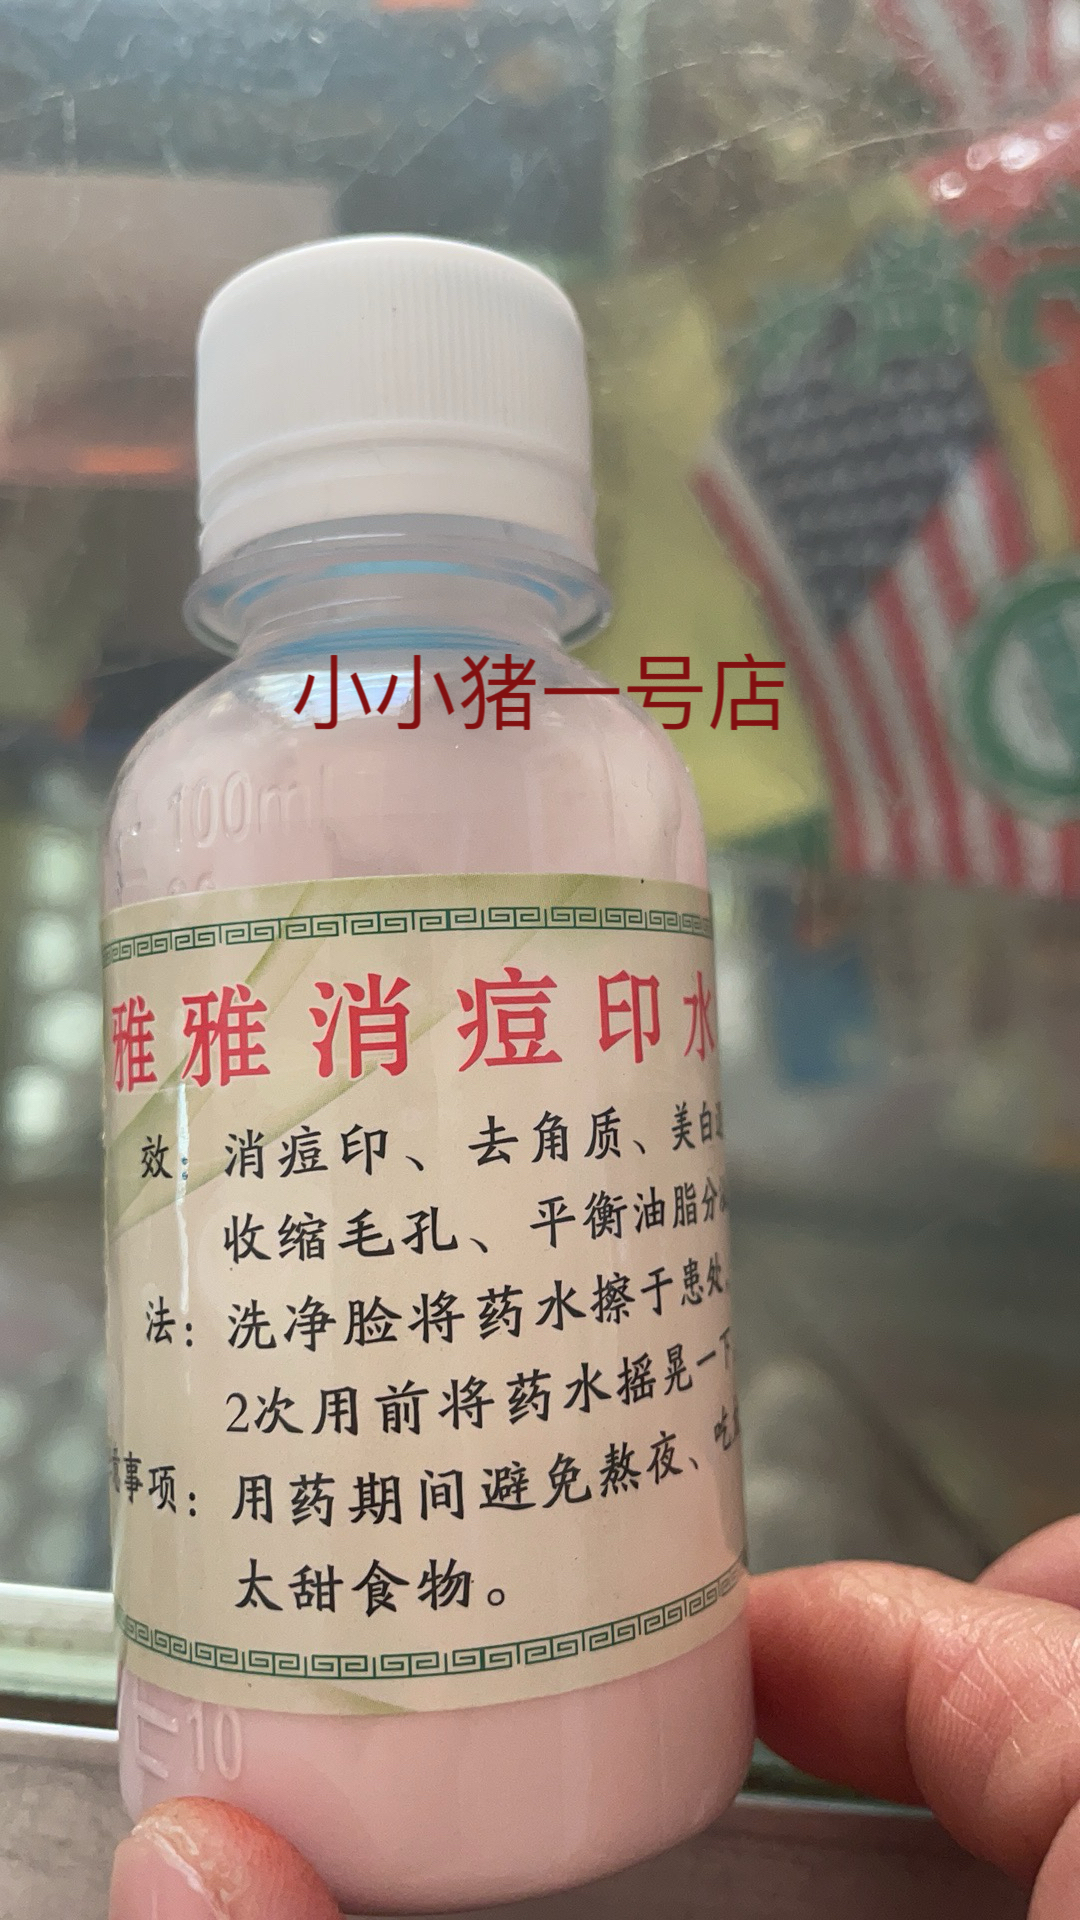 小小猪一号店
100ml
雅雅消痘印水
效：消痘印、去角质、美白
收缩毛孔、平衡油脂分
法：洗净脸将药水擦于患处
2次用前将药水摇晃一下
意事项：用药期间避免熬夜、吃
太甜食物。
10